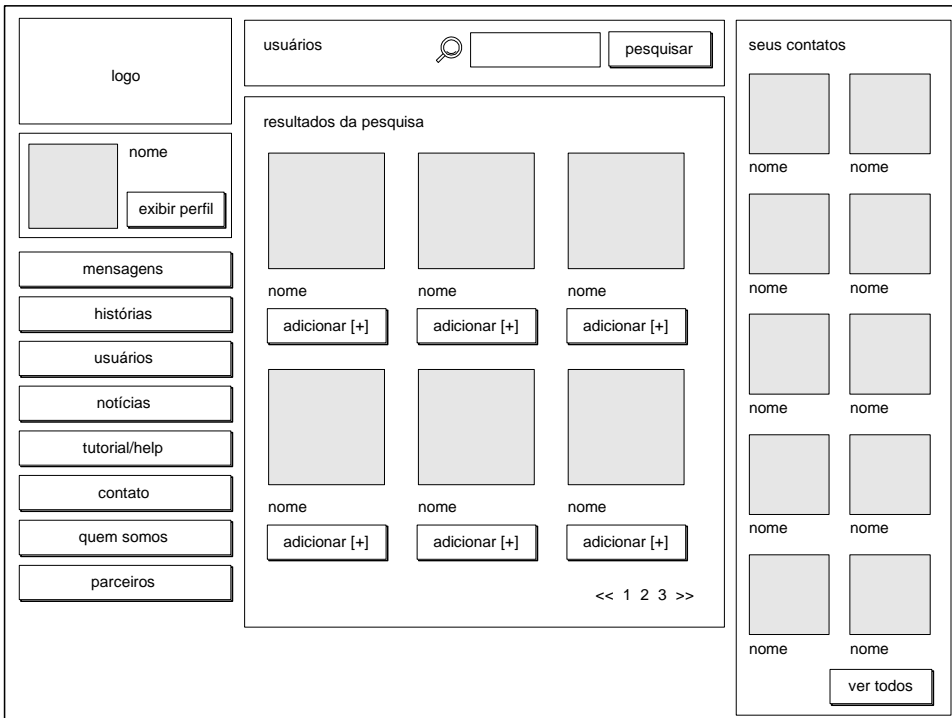 logo
nome
exibir perfil
mensagens
histórias
usuários
notícias
tutorial/help
contato
quem somos
parceiros
usuários
pesquisar
resultados da pesquisa
nome nome nome
adicionar [+] adicionar [+] adicionar [+]
nome nome nome
adicionar [+] adicionar [+] adicionar [+]
<< 1 2 3 >>
seus contatos
nome nome
nome nome
nome nome
nome nome
nome nome
ver todos